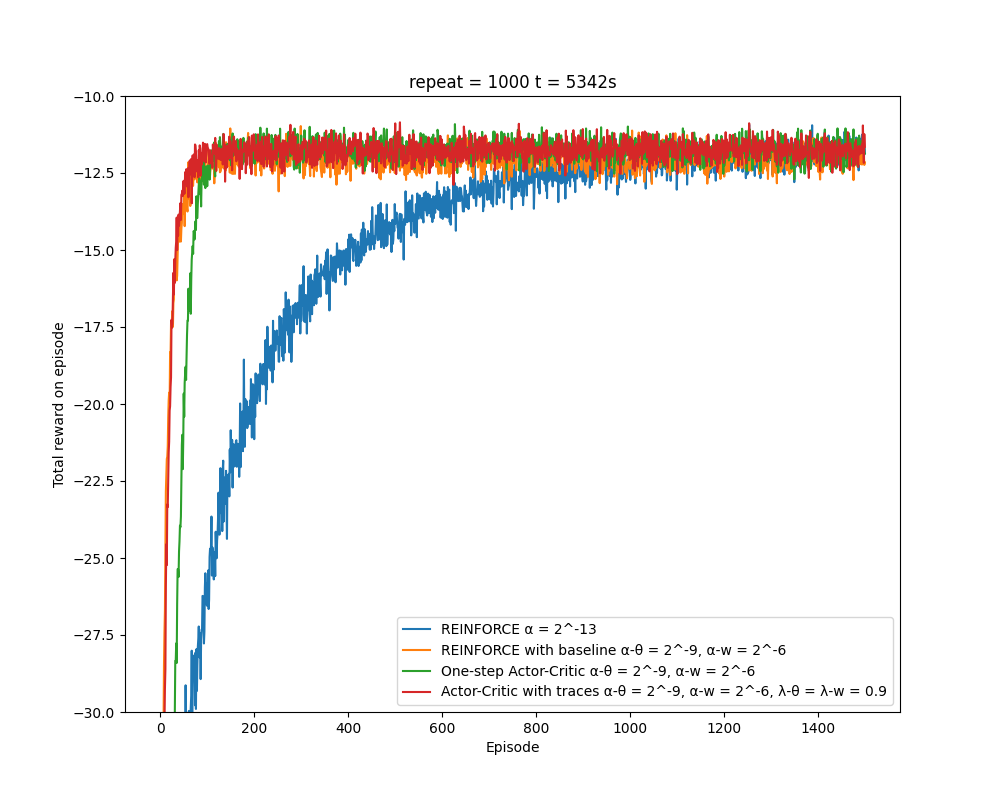 repeat = 1000 t = 5342s
−10.0
−12.5
−15.0
−17.5
−20.0
−22.5
−25.0
−27.5
−30.0
Total reward on episode
0 200 400 600 800 1000 1200 1400
Episode
REINFORCE α = 2^-13
REINFORCE with baseline α-θ = 2^-9, α-w = 2^-6
One-step Actor-Critic α-θ = 2^-9, α-w = 2^-6
Actor-Critic with traces α-θ = 2^-9, α-w = 2^-6, λ-θ = λ-w = 0.9